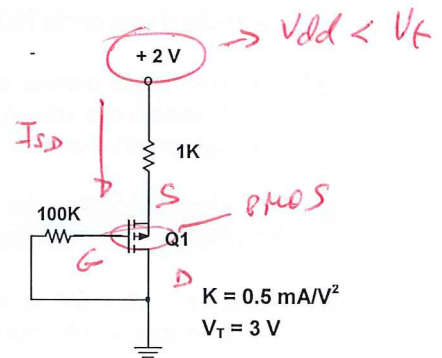 + 2 V → Vdd < Vt
ISD
1K
S
PMOS
100K
Q1
G
D
K = 0.5 mA/V²
VT = 3 V